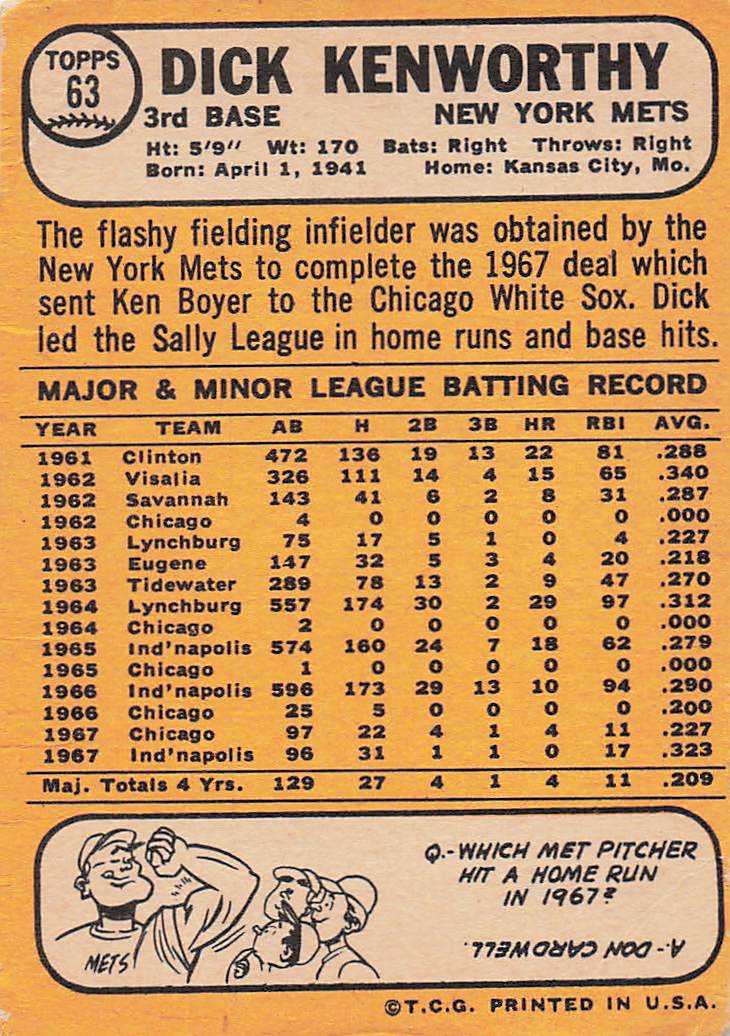 TOPPS
63
DICK KENWORTHY
3rd BASE NEW YORK METS
Ht: 5'9" Wt: 170 Bats: Right Throws: Right
Born: April 1, 1941 Home: Kansas City, Mo.
The flashy fielding infielder was obtained by the
New York Mets to complete the 1967 deal which
sent Ken Boyer to the Chicago White Sox. Dick
led the Sally League in home runs and base hits.
MAJOR & MINOR LEAGUE BATTING RECORD
YEAR TEAM AB H 2B 3B HR RBI AVG.
1961 Clinton 472 136 19 13 22 81 .288
1962 Visalia 326 111 14 4 15 65 .340
1962 Savannah 143 41 6 2 8 31 .287
1962 Chicago 4 0 0 0 0 0 .000
1963 Lynchburg 75 17 5 1 0 4 .227
1963 Eugene 147 32 5 3 4 20 .218
1963 Tidewater 289 78 13 2 9 47 .270
1964 Lynchburg 557 174 30 2 29 97 .312
1964 Chicago 2 0 0 0 0 0 .000
1965 Ind'napolis 574 160 24 7 18 62 .279
1965 Chicago 1 0 0 0 0 0 .000
1966 Ind'napolis 596 173 29 13 10 94 .290
1966 Chicago 25 5 0 0 0 0 .200
1967 Chicago 97 22 4 1 4 11 .227
1967 Ind'napolis 96 31 1 1 0 17 .323
Maj. Totals 4 Yrs. 129 27 4 1 4 11 .209
Q.-WHICH MET PITCHER
HIT A HOME RUN
IN 1967?
A-DON CARDWELL
METS
©T.C.G. PRINTED IN U.S.A.